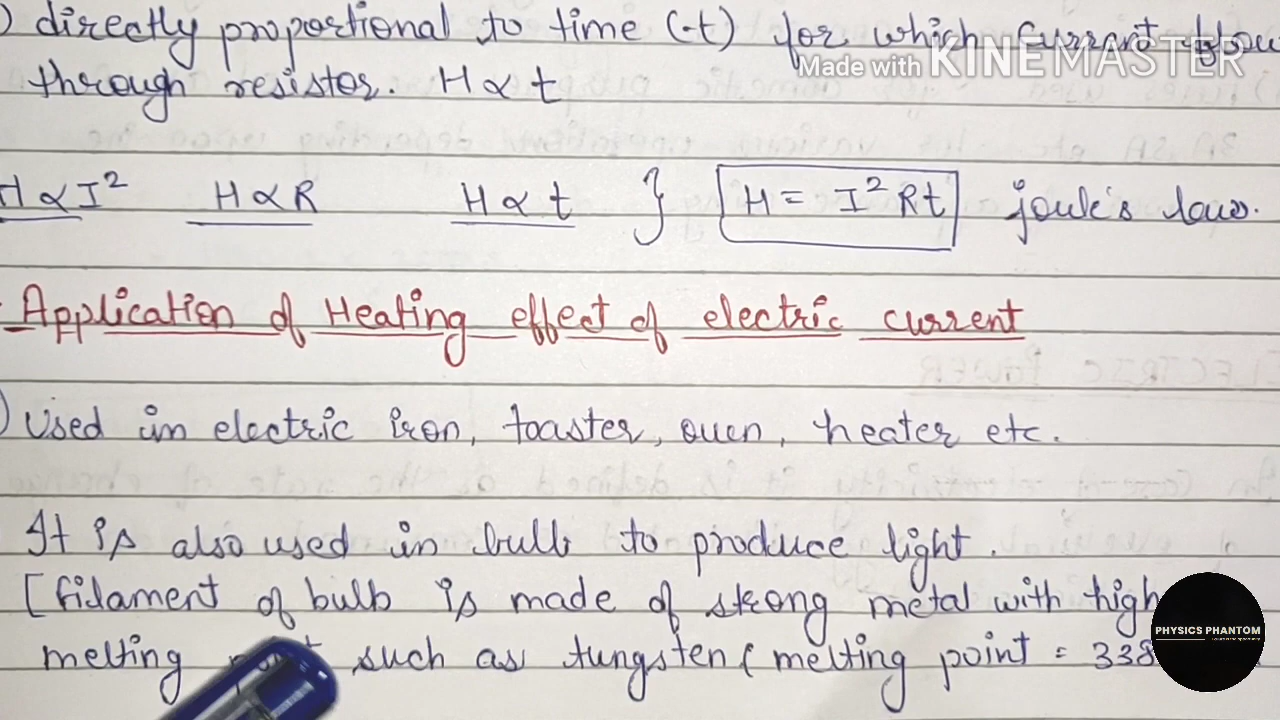 ) directly proportional to time (t) for which current flow
Made with KINEMASTER
through resistor. H ∝ t
H ∝ I² H ∝ R H ∝ t } H = I² Rt joule's law.
Application of Heating effect of electric current
) Used in electric iron, toaster, oven, heater etc.
It is also used in bulb to produce light.
[filament of bulb is made of strong metal with high
melting point such as tungsten ( melting point = 338
PHYSICS PHANTOM